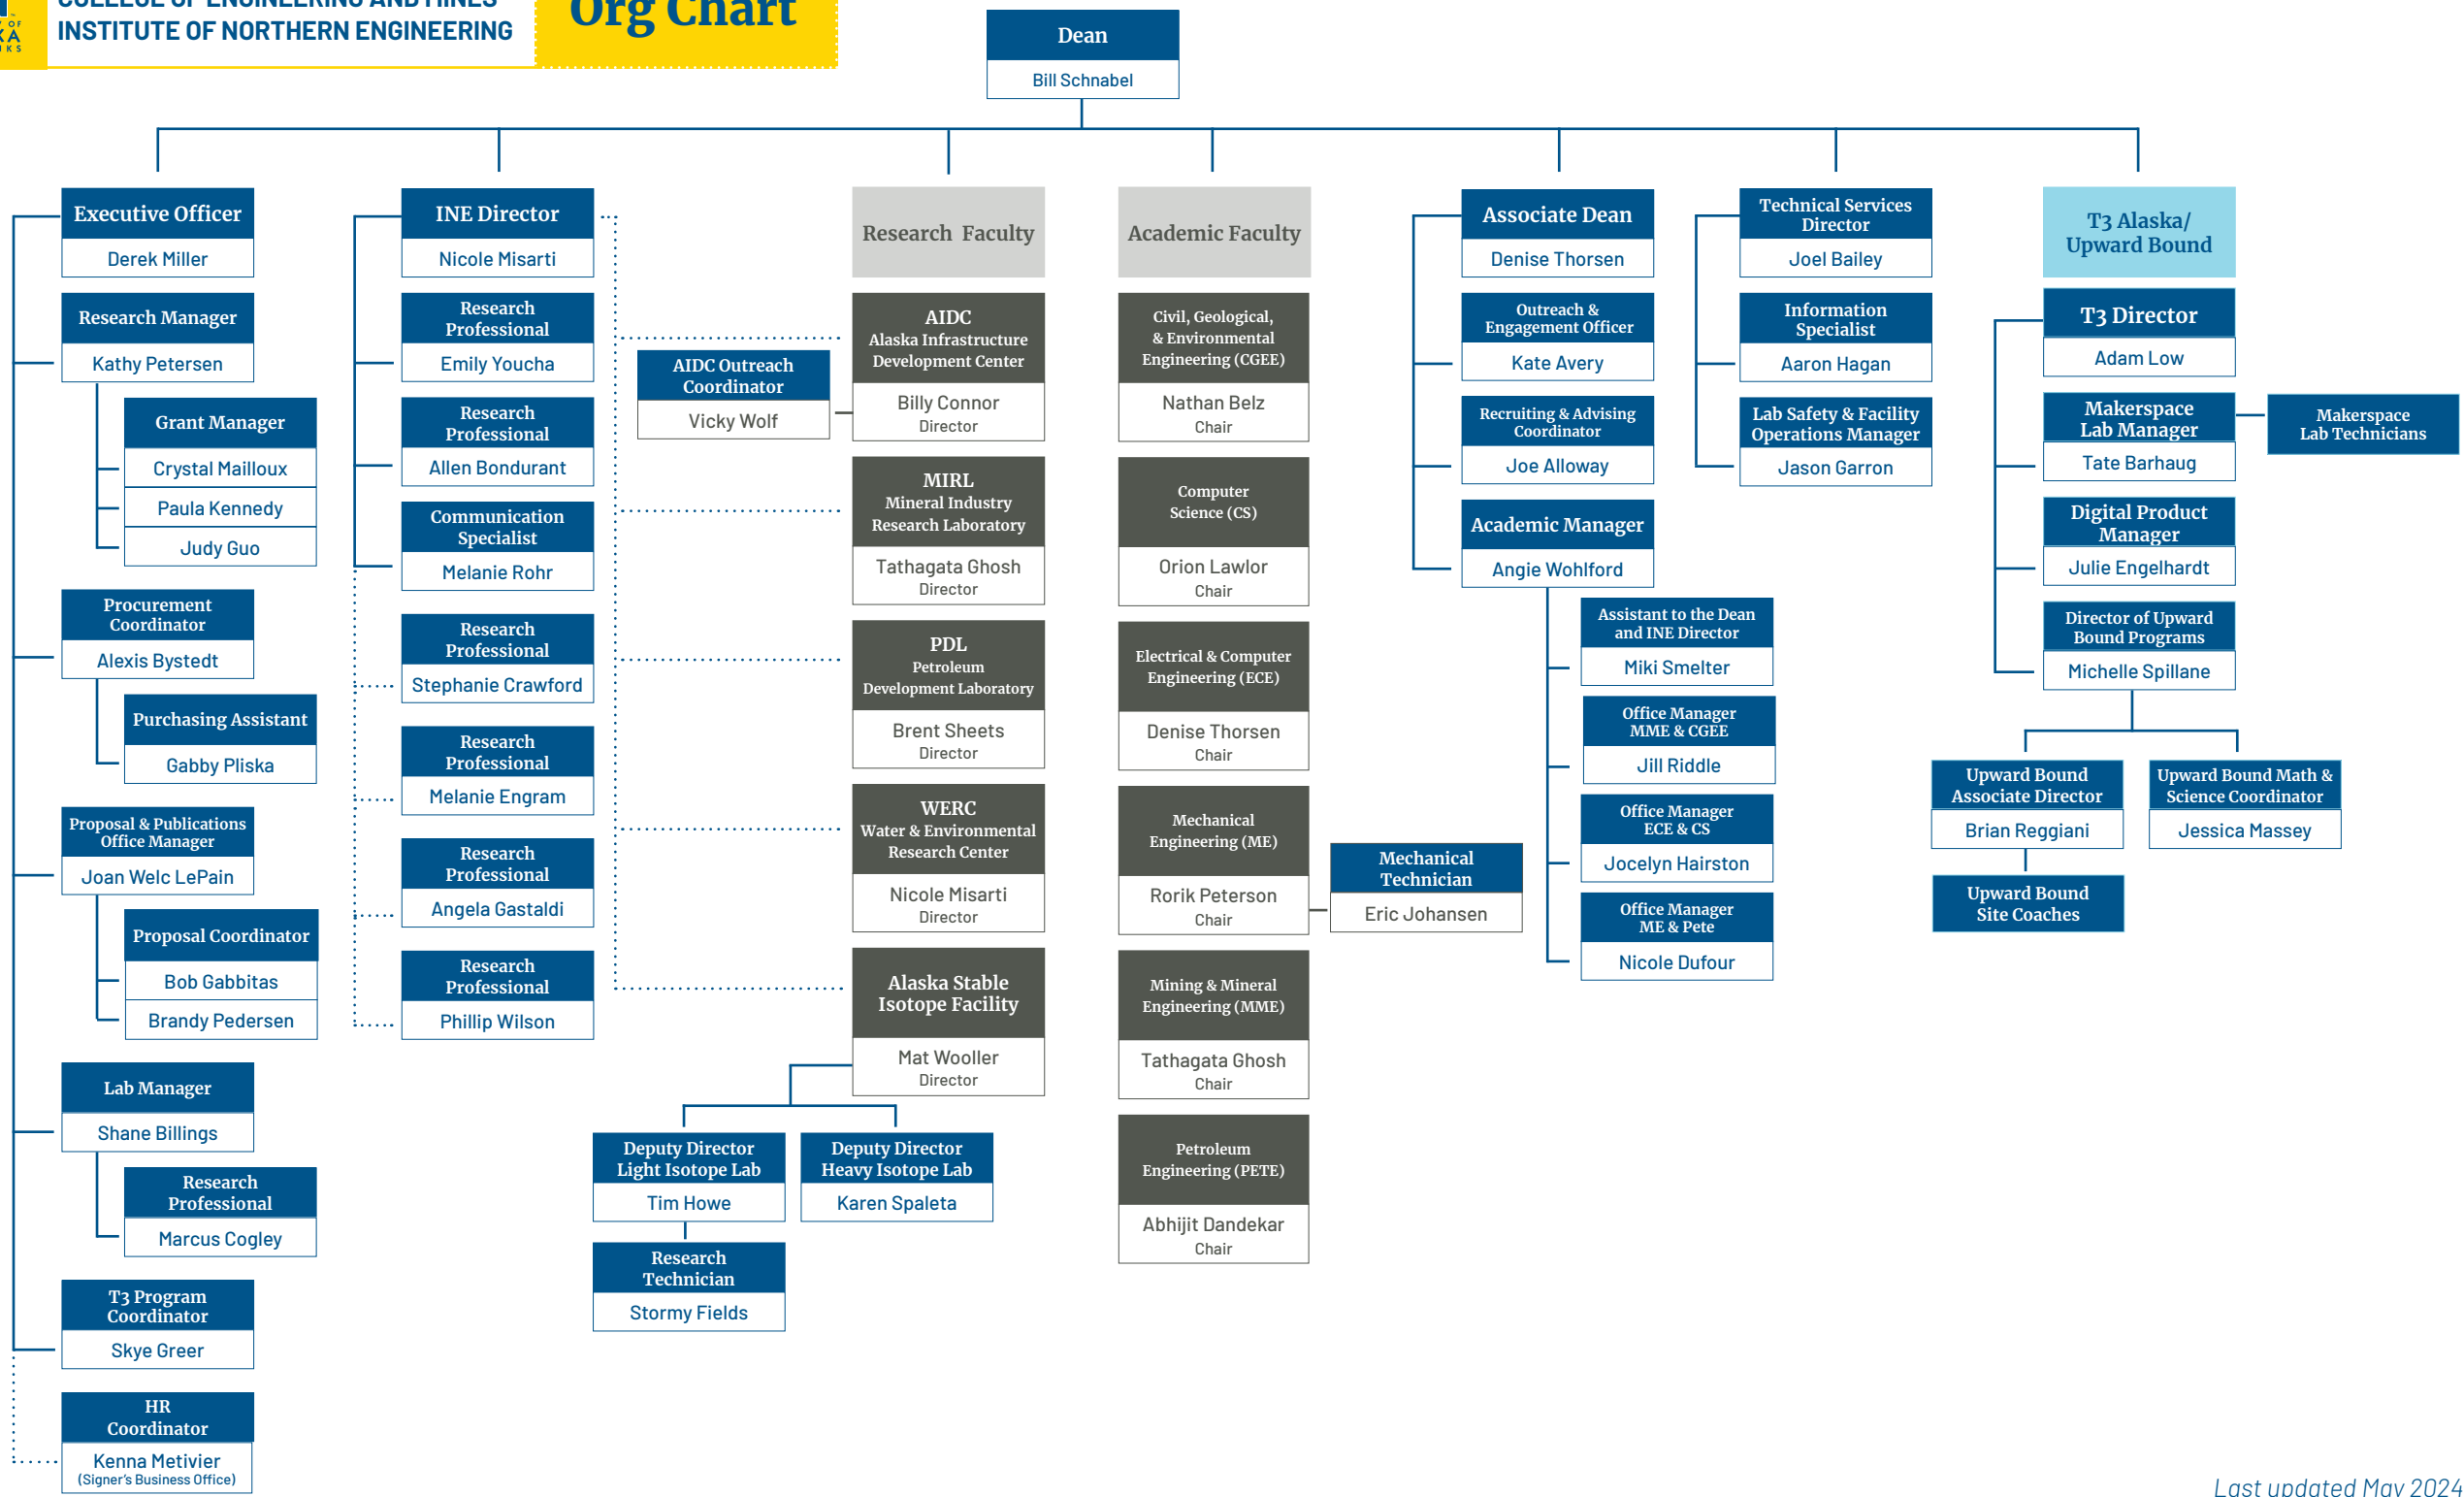 COLLEGE OF ENGINEERING AND MINES
INSTITUTE OF NORTHERN ENGINEERING
Org Chart
Dean
Bill Schnabel
Executive Officer
Derek Miller
Research Manager
Kathy Petersen
Grant Manager
Crystal Mailloux
Paula Kennedy
Judy Guo
Procurement
Coordinator
Alexis Bystedt
Purchasing Assistant
Gabby Pliska
Proposal & Publications
Office Manager
Joan Welc LePain
Proposal Coordinator
Bob Gabbitas
Brandy Pedersen
Lab Manager
Shane Billings
Research
Professional
Marcus Cogley
T3 Program
Coordinator
Skye Greer
HR
Coordinator
Kenna Metivier
(Signer's Business Office)
INE Director
Nicole Misarti
Research
Professional
Emily Youcha
Research
Professional
Allen Bondurant
Communication
Specialist
Melanie Rohr
Research
Professional
Stephanie Crawford
Research
Professional
Melanie Engram
Research
Professional
Angela Gastaldi
Research
Professional
Phillip Wilson
Research Faculty
AIDC
Alaska Infrastructure
Development Center
Billy Connor
Director
AIDC Outreach
Coordinator
Vicky Wolf
MIRL
Mineral Industry
Research Laboratory
Tathagata Ghosh
Director
PDL
Petroleum
Development Laboratory
Brent Sheets
Director
WERC
Water & Environmental
Research Center
Nicole Misarti
Director
Alaska Stable
Isotope Facility
Mat Wooller
Director
Deputy Director
Light Isotope Lab
Tim Howe
Research
Technician
Stormy Fields
Deputy Director
Heavy Isotope Lab
Karen Spaleta
Academic Faculty
Civil, Geological,
& Environmental
Engineering (CGEE)
Nathan Belz
Chair
Computer
Science (CS)
Orion Lawlor
Chair
Electrical & Computer
Engineering (ECE)
Denise Thorsen
Chair
Mechanical
Engineering (ME)
Rorik Peterson
Chair
Mechanical
Technician
Eric Johansen
Mining & Mineral
Engineering (MME)
Tathagata Ghosh
Chair
Petroleum
Engineering (PETE)
Abhijit Dandekar
Chair
Associate Dean
Denise Thorsen
Outreach &
Engagement Officer
Kate Avery
Recruiting & Advising
Coordinator
Joe Alloway
Academic Manager
Angie Wohlford
Assistant to the Dean
and INE Director
Miki Smelter
Office Manager
MME & CGEE
Jill Riddle
Office Manager
ECE & CS
Jocelyn Hairston
Office Manager
ME & Pete
Nicole Dufour
Technical Services
Director
Joel Bailey
Information
Specialist
Aaron Hagan
Lab Safety & Facility
Operations Manager
Jason Garron
T3 Alaska/
Upward Bound
T3 Director
Adam Low
Makerspace
Lab Manager
Tate Barhaug
Makerspace
Lab Technicians
Digital Product
Manager
Julie Engelhardt
Director of Upward
Bound Programs
Michelle Spillane
Upward Bound
Associate Director
Brian Reggiani
Upward Bound
Site Coaches
Upward Bound Math &
Science Coordinator
Jessica Massey
Last updated May 2024